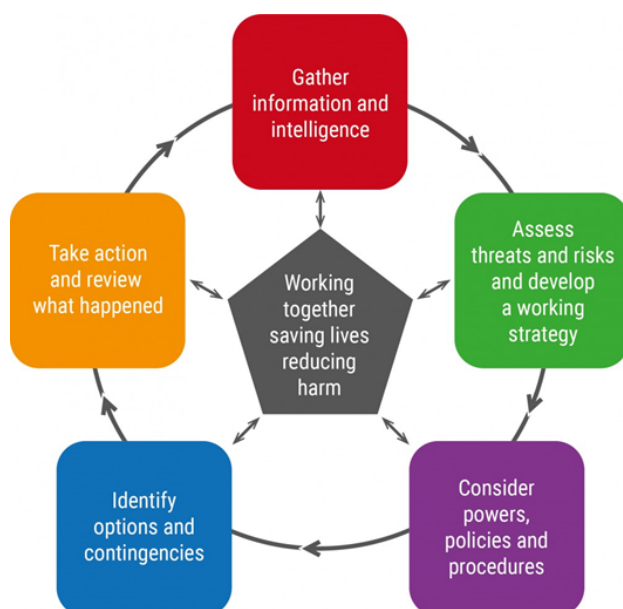 Gather
information and
intelligence
Assess
threats and risks
and develop
a working
strategy
Consider
powers,
policies and
procedures
Identify
options and
contingencies
Take action
and review
what happened
Working
together
saving lives
reducing
harm